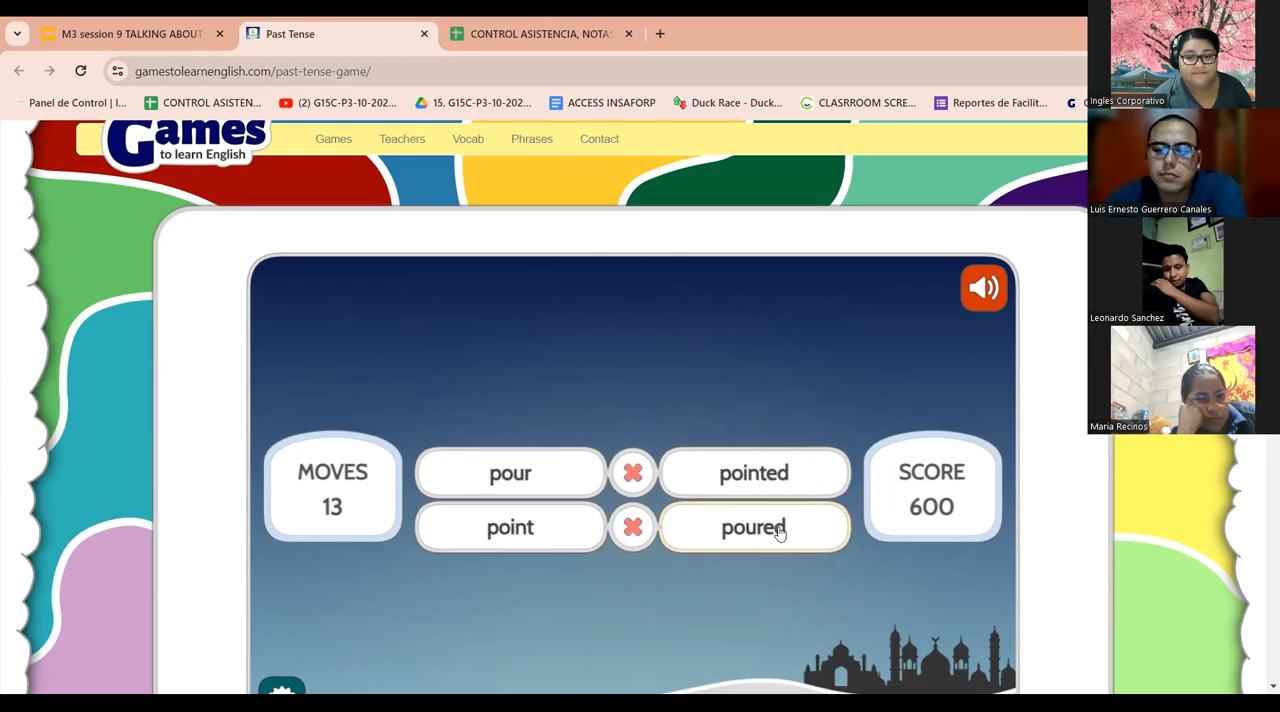 M3 session 9 TALKING ABOUT
Past Tense
CONTROL ASISTENCIA, NOTAS
gamestolearnenglish.com/past-tense-game/
Panel de Control | I...
CONTROL ASISTEN...
(2) G15C-P3-10-202...
15. G15C-P3-10-202...
ACCESS INSAFORP
Duck Race - Duck...
CLASRROOM SCRE...
Reportes de Facilit...
Games
to learn English
Games
Teachers
Vocab
Phrases
Contact
MOVES
13
pour
pointed
point
poured
SCORE
600
Ingles Corporativo
Luis Ernesto Guerrero Canales
Leonardo Sanchez
Maria Recinos